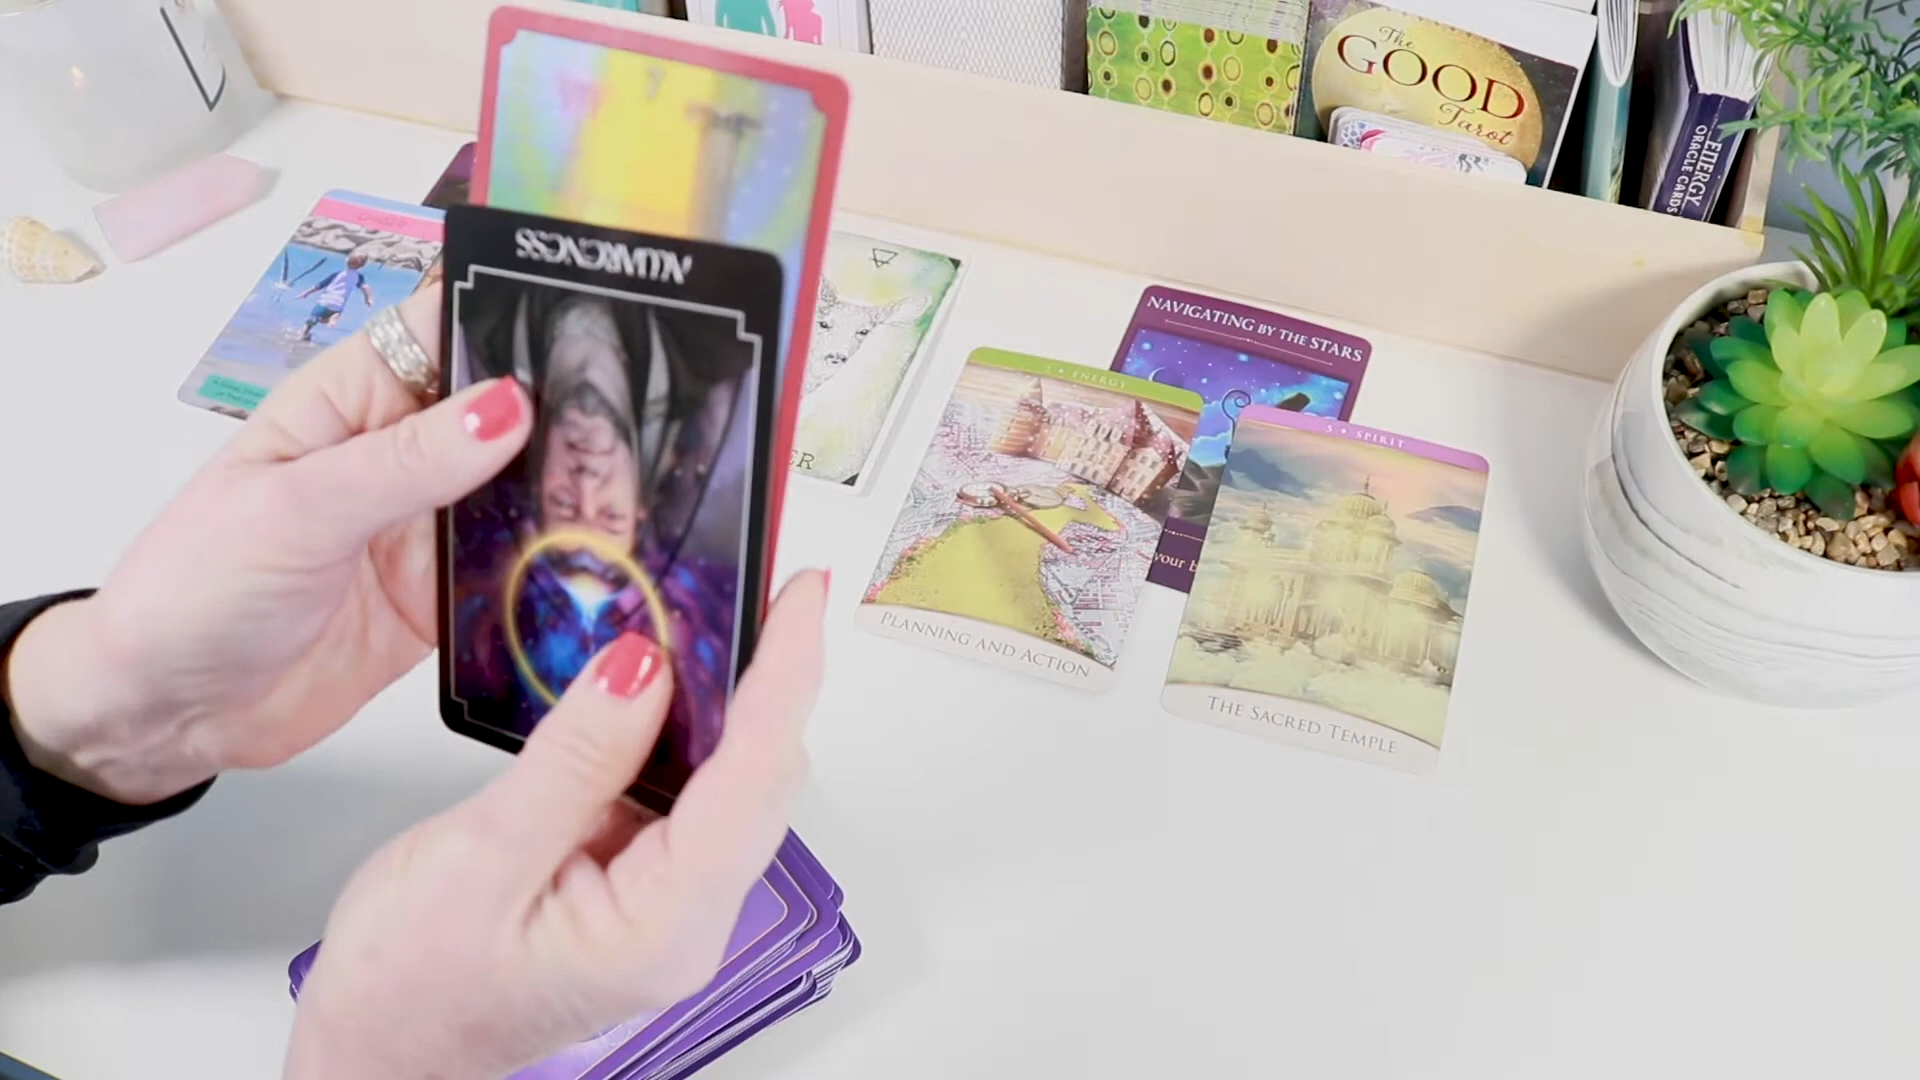 The
GOOD
Tarot
ENERGY
ORACLE CARDS
AWARENESS
NAVIGATING BY THE STARS
2 • ENERGY
5 • SPIRIT
your
PLANNING AND ACTION
THE SACRED TEMPLE